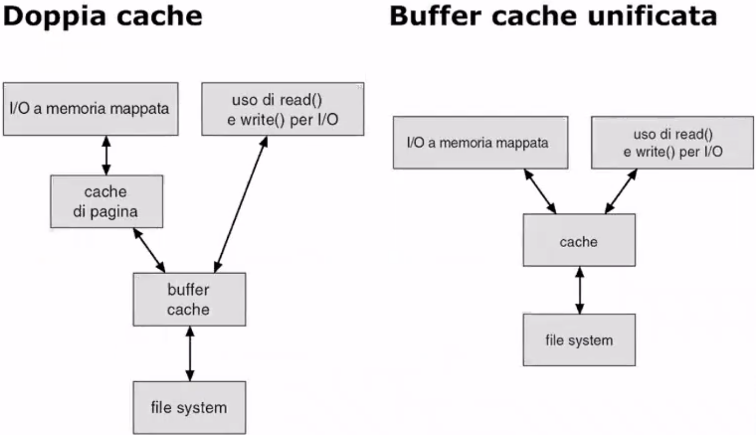 Doppia cache
I/O a memoria mappata
uso di read()
e write() per I/O
cache
di pagina
buffer
cache
file system
Buffer cache unificata
I/O a memoria mappata
uso di read()
e write() per I/O
cache
file system